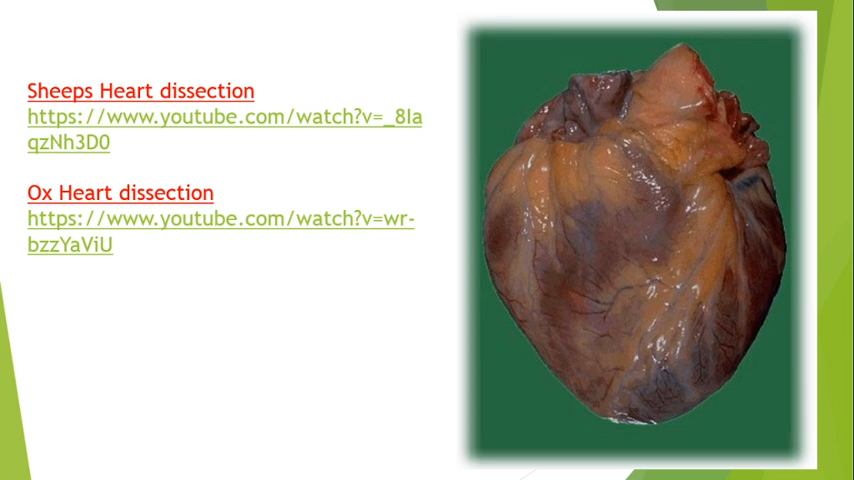 Sheeps Heart dissection
https://www.youtube.com/watch?v=_8Ia
qzNh3D0
Ox Heart dissection
https://www.youtube.com/watch?v=wr-
bzzYaViU